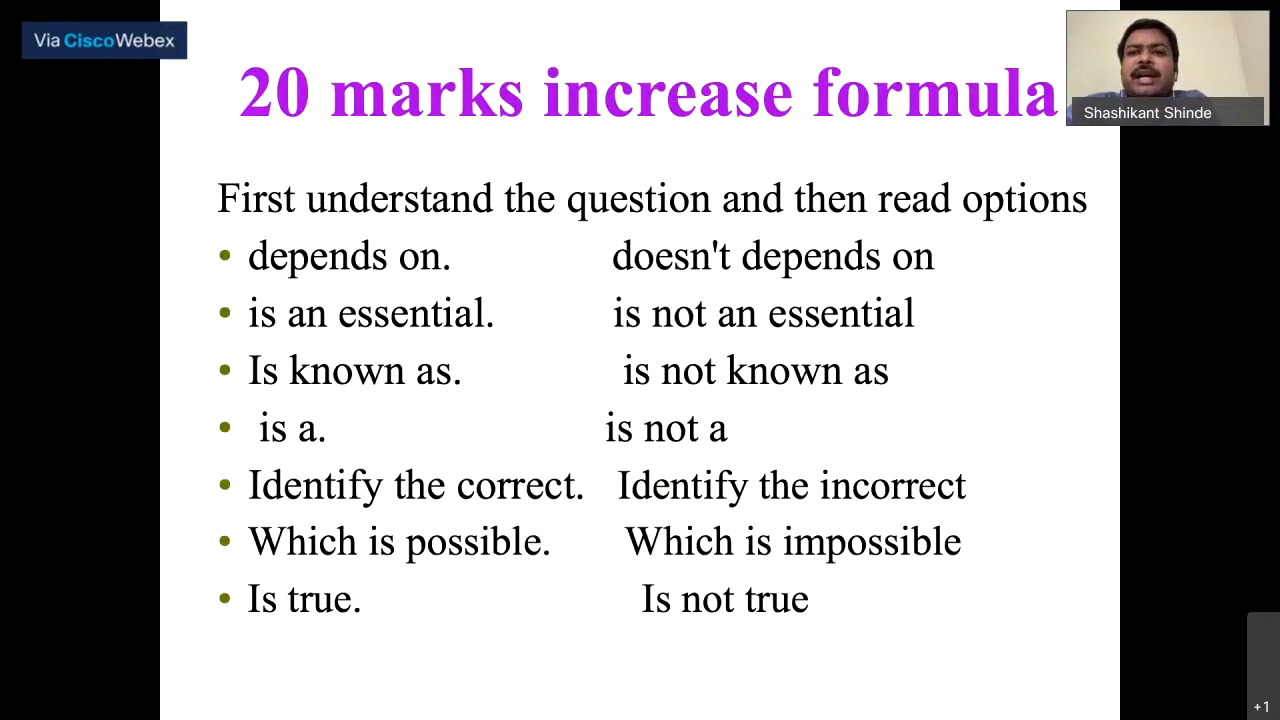 Via CiscoWebex
20 marks increase formula
Shashikant Shinde
First understand the question and then read options
• depends on. doesn't depends on
• is an essential. is not an essential
• Is known as. is not known as
• is a. is not a
• Identify the correct. Identify the incorrect
• Which is possible. Which is impossible
• Is true. Is not true
+1